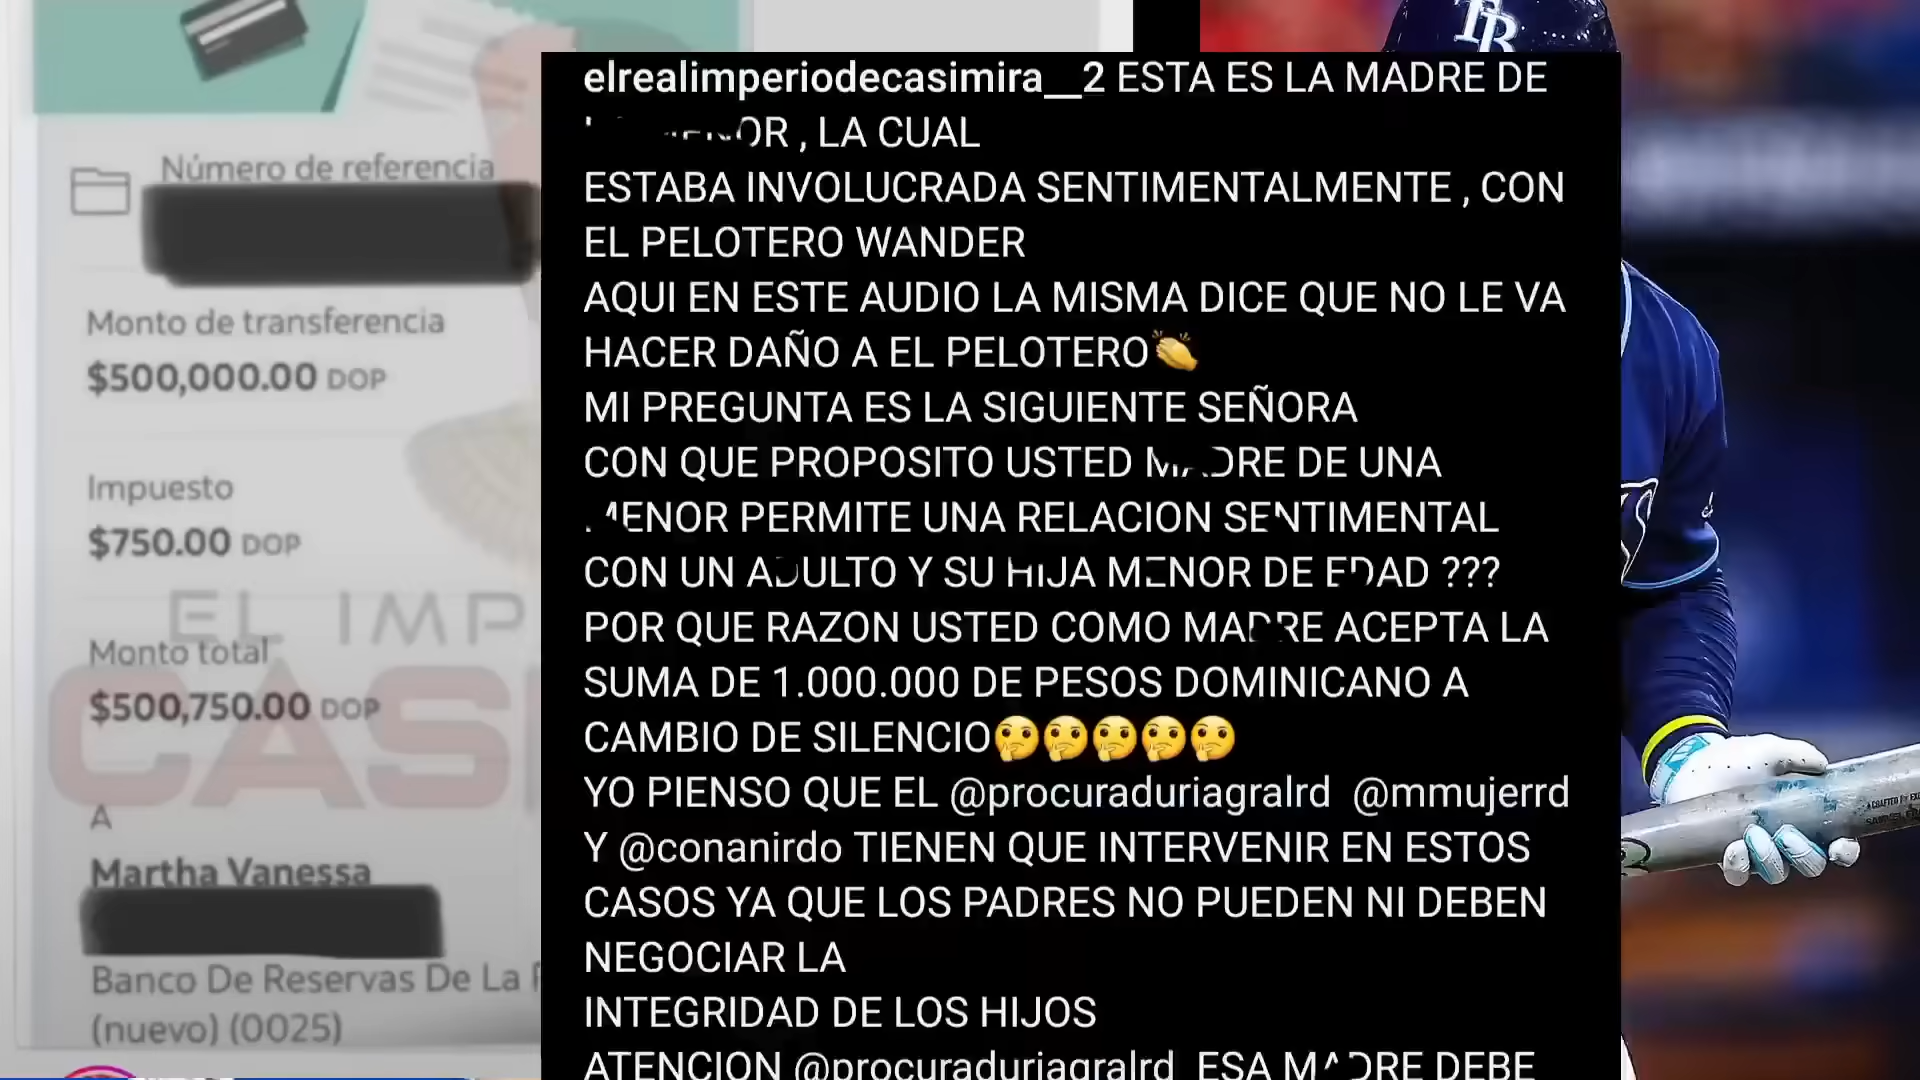 TB
Número de referencia
Monto de transferencia
$500,000.00 DOP
Impuesto
$750.00 DOP
EL IMP
Monto total
CAS
$500,750.00 DOP
A
Martha Vanessa
Banco De Reservas De La
(nuevo) (0025)
elrealimperiodecasimira__2 ESTA ES LA MADRE DE
, LA CUAL
ESTABA INVOLUCRADA SENTIMENTALMENTE , CON
EL PELOTERO WANDER
AQUI EN ESTE AUDIO LA MISMA DICE QUE NO LE VA
HACER DAÑO A EL PELOTERO👏
MI PREGUNTA ES LA SIGUIENTE SEÑORA
CON QUE PROPOSITO USTED MADRE DE UNA
MENOR PERMITE UNA RELACION SENTIMENTAL
CON UN ADULTO Y SU HIJA MENOR DE EDAD ???
POR QUE RAZON USTED COMO MADRE ACEPTA LA
SUMA DE 1.000.000 DE PESOS DOMINICANO A
CAMBIO DE SILENCIO🤔🤔🤔🤔🤔
YO PIENSO QUE EL @procuraduriagralrd @mmujerrd
Y @conanirdo TIENEN QUE INTERVENIR EN ESTOS
CASOS YA QUE LOS PADRES NO PUEDEN NI DEBEN
NEGOCIAR LA
INTEGRIDAD DE LOS HIJOS
ATENCION @procuraduriagralrd ESA MADRE DEBE